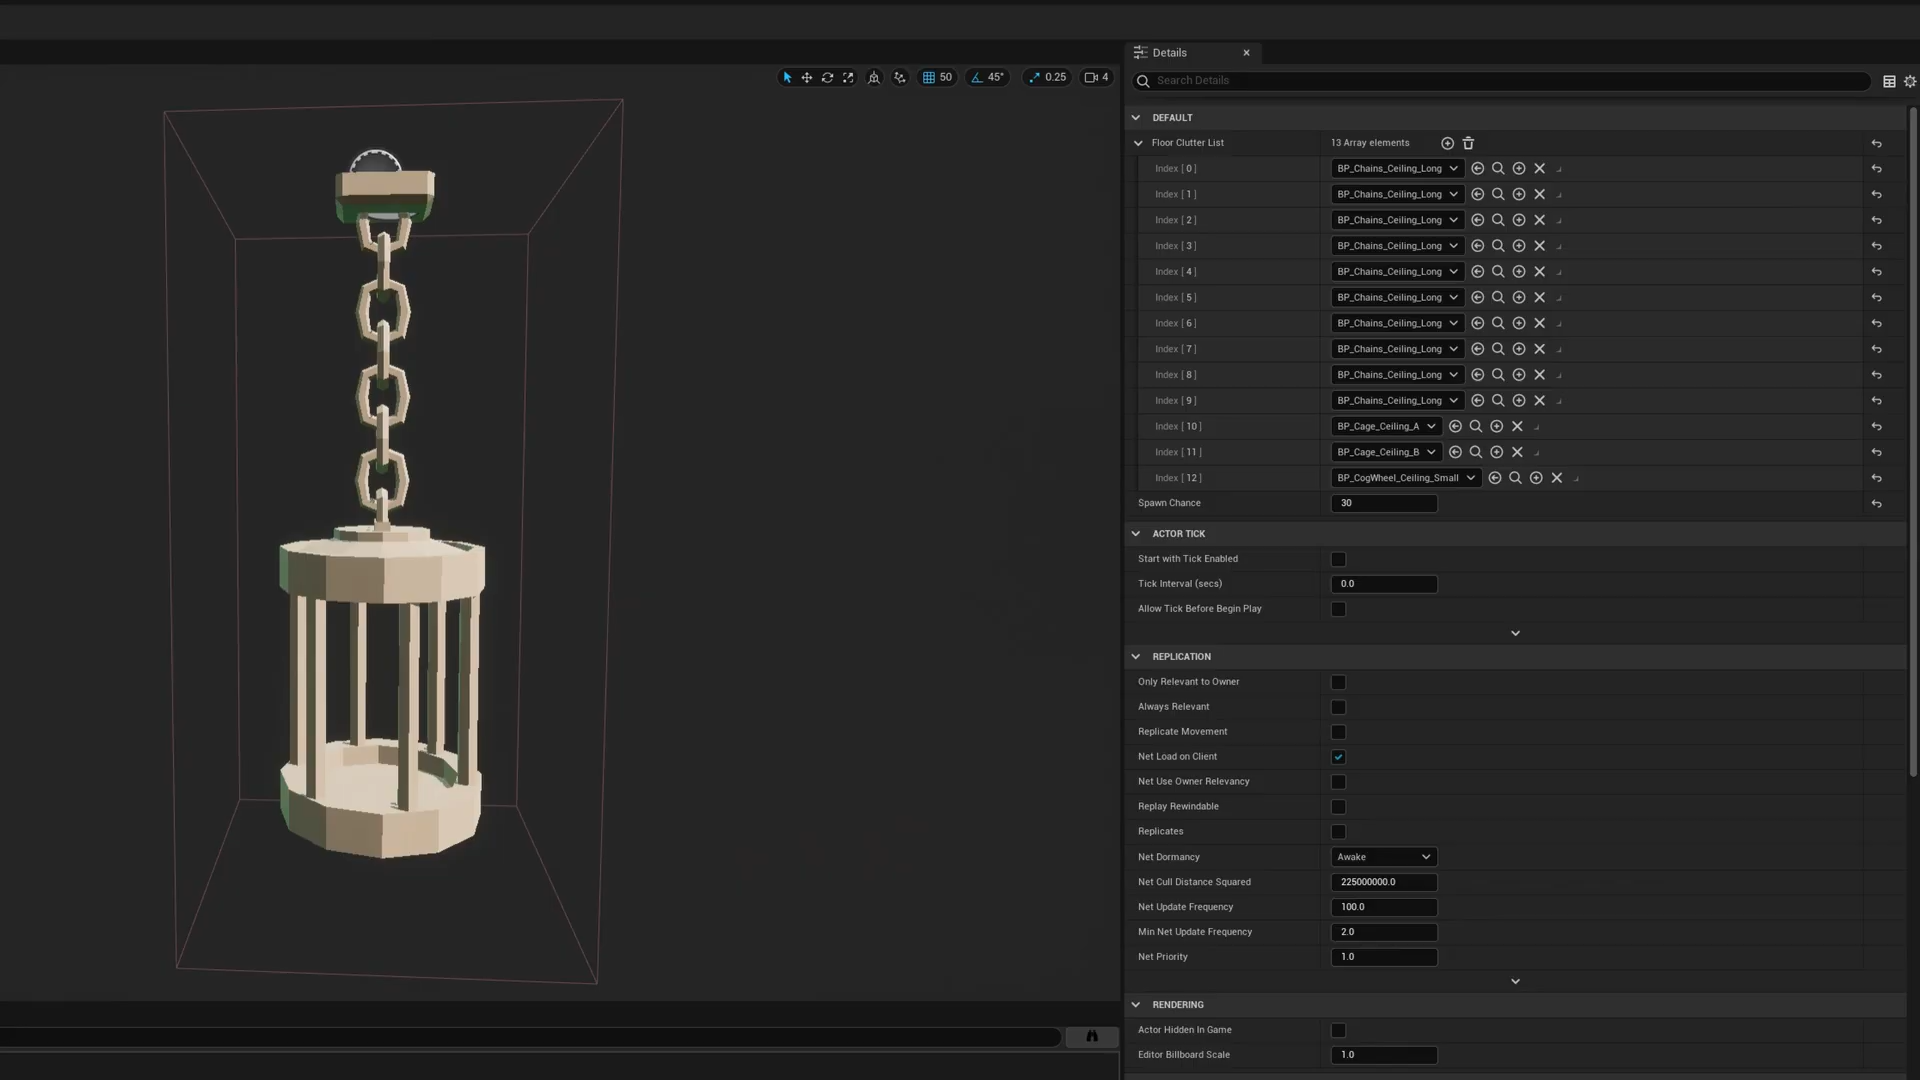 Details
50
45°
0.25
4
Search Details
DEFAULT
Floor Clutter List 13 Array elements
Index [ 0 ] BP_Chains_Ceiling_Long
Index [ 1 ] BP_Chains_Ceiling_Long
Index [ 2 ] BP_Chains_Ceiling_Long
Index [ 3 ] BP_Chains_Ceiling_Long
Index [ 4 ] BP_Chains_Ceiling_Long
Index [ 5 ] BP_Chains_Ceiling_Long
Index [ 6 ] BP_Chains_Ceiling_Long
Index [ 7 ] BP_Chains_Ceiling_Long
Index [ 8 ] BP_Chains_Ceiling_Long
Index [ 9 ] BP_Chains_Ceiling_Long
Index [ 10 ] BP_Cage_Ceiling_A
Index [ 11 ] BP_Cage_Ceiling_B
Index [ 12 ] BP_CogWheel_Ceiling_Small
Spawn Chance 30
ACTOR TICK
Start with Tick Enabled
Tick Interval (secs) 0.0
Allow Tick Before Begin Play
REPLICATION
Only Relevant to Owner
Always Relevant
Replicate Movement
Net Load on Client
Net Use Owner Relevancy
Replay Rewindable
Replicates
Net Dormancy Awake
Net Cull Distance Squared 225000000.0
Net Update Frequency 100.0
Min Net Update Frequency 2.0
Net Priority 1.0
RENDERING
Actor Hidden In Game
Editor Billboard Scale 1.0